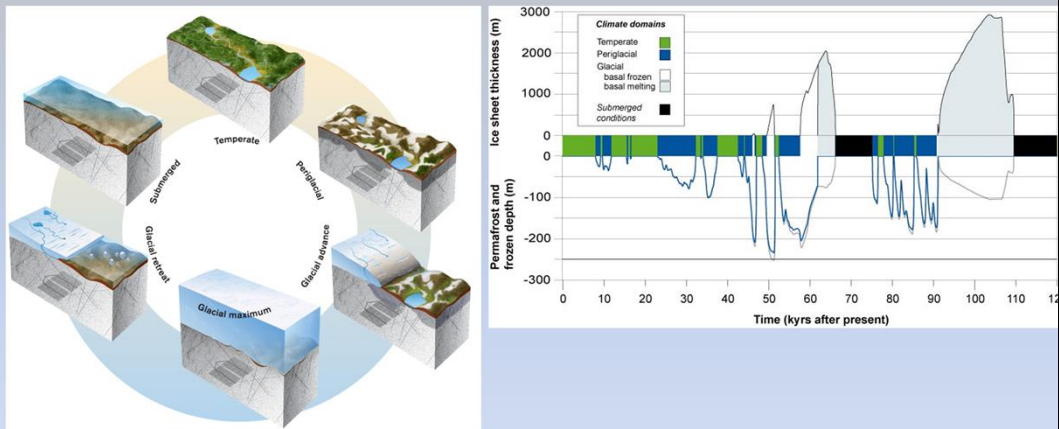 Temperate
Periglacial
Glacial advance
Glacial maximum
Glacial retreat
Submerged
Ice sheet thickness (m)
3000
2000
1000
0
Climate domains
Temperate
Periglacial
Glacial
basal frozen
basal melting
Submerged
conditions
Permafrost and
frozen depth (m)
0
-100
-200
-300
0 10 20 30 40 50 60 70 80 90 100 110 12
Time (kyrs after present)